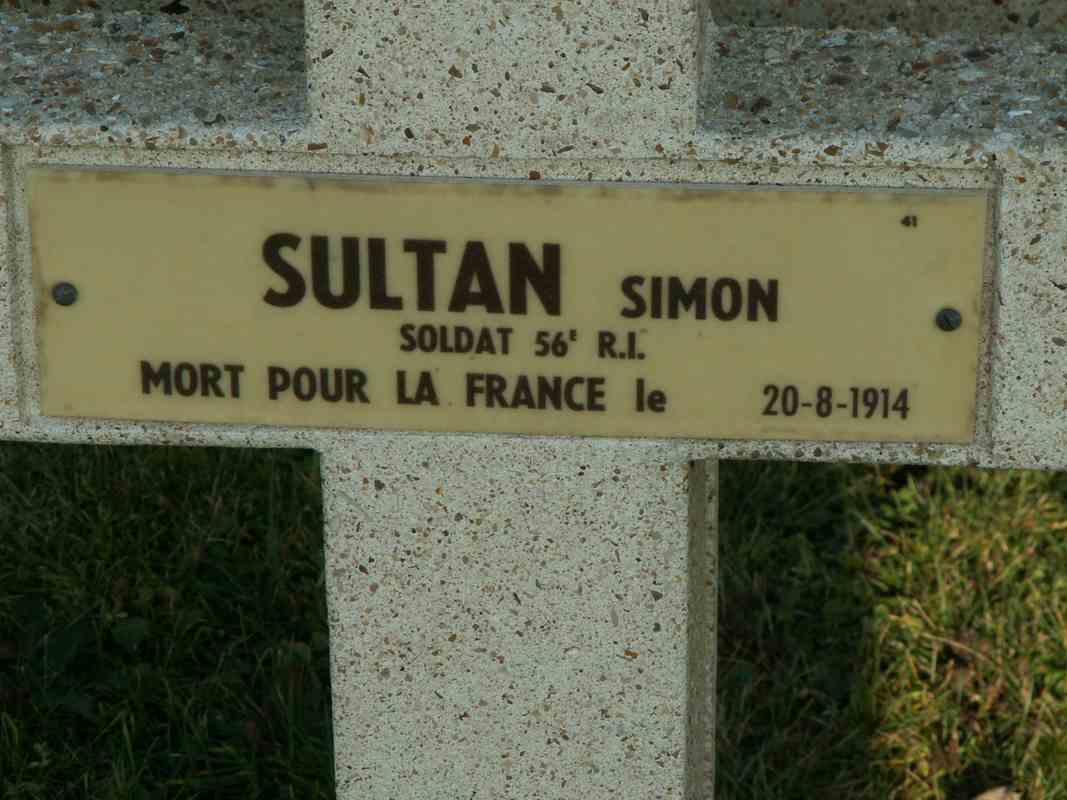 41
SULTAN SIMON
SOLDAT 56E R.I.
MORT POUR LA FRANCE le 20-8-1914